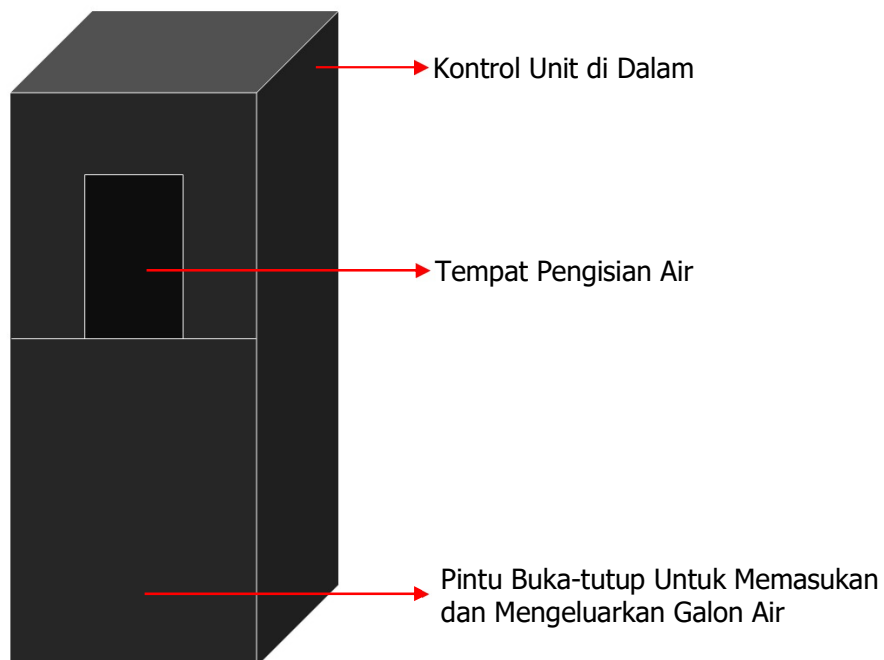 Kontrol Unit di Dalam
Tempat Pengisian Air
Pintu Buka-tutup Untuk Memasukan
dan Mengeluarkan Galon Air